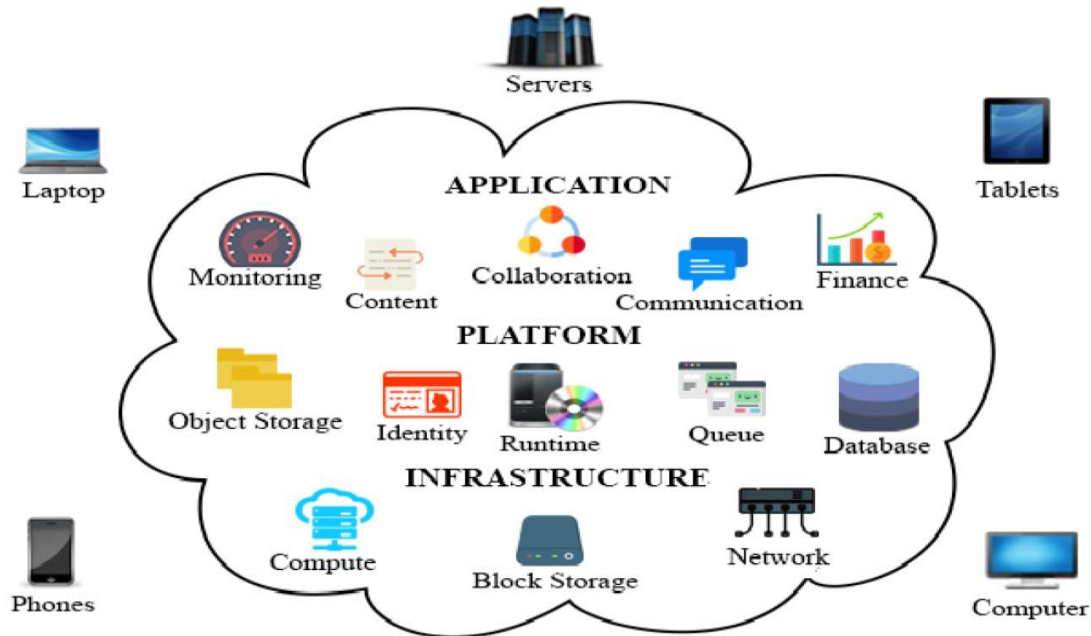 Servers
Laptop
Tablets
APPLICATION
Monitoring
Content
Collaboration
Communication
Finance
PLATFORM
Object Storage
Identity
Runtime
Queue
Database
INFRASTRUCTURE
Compute
Block Storage
Network
Phones
Computer